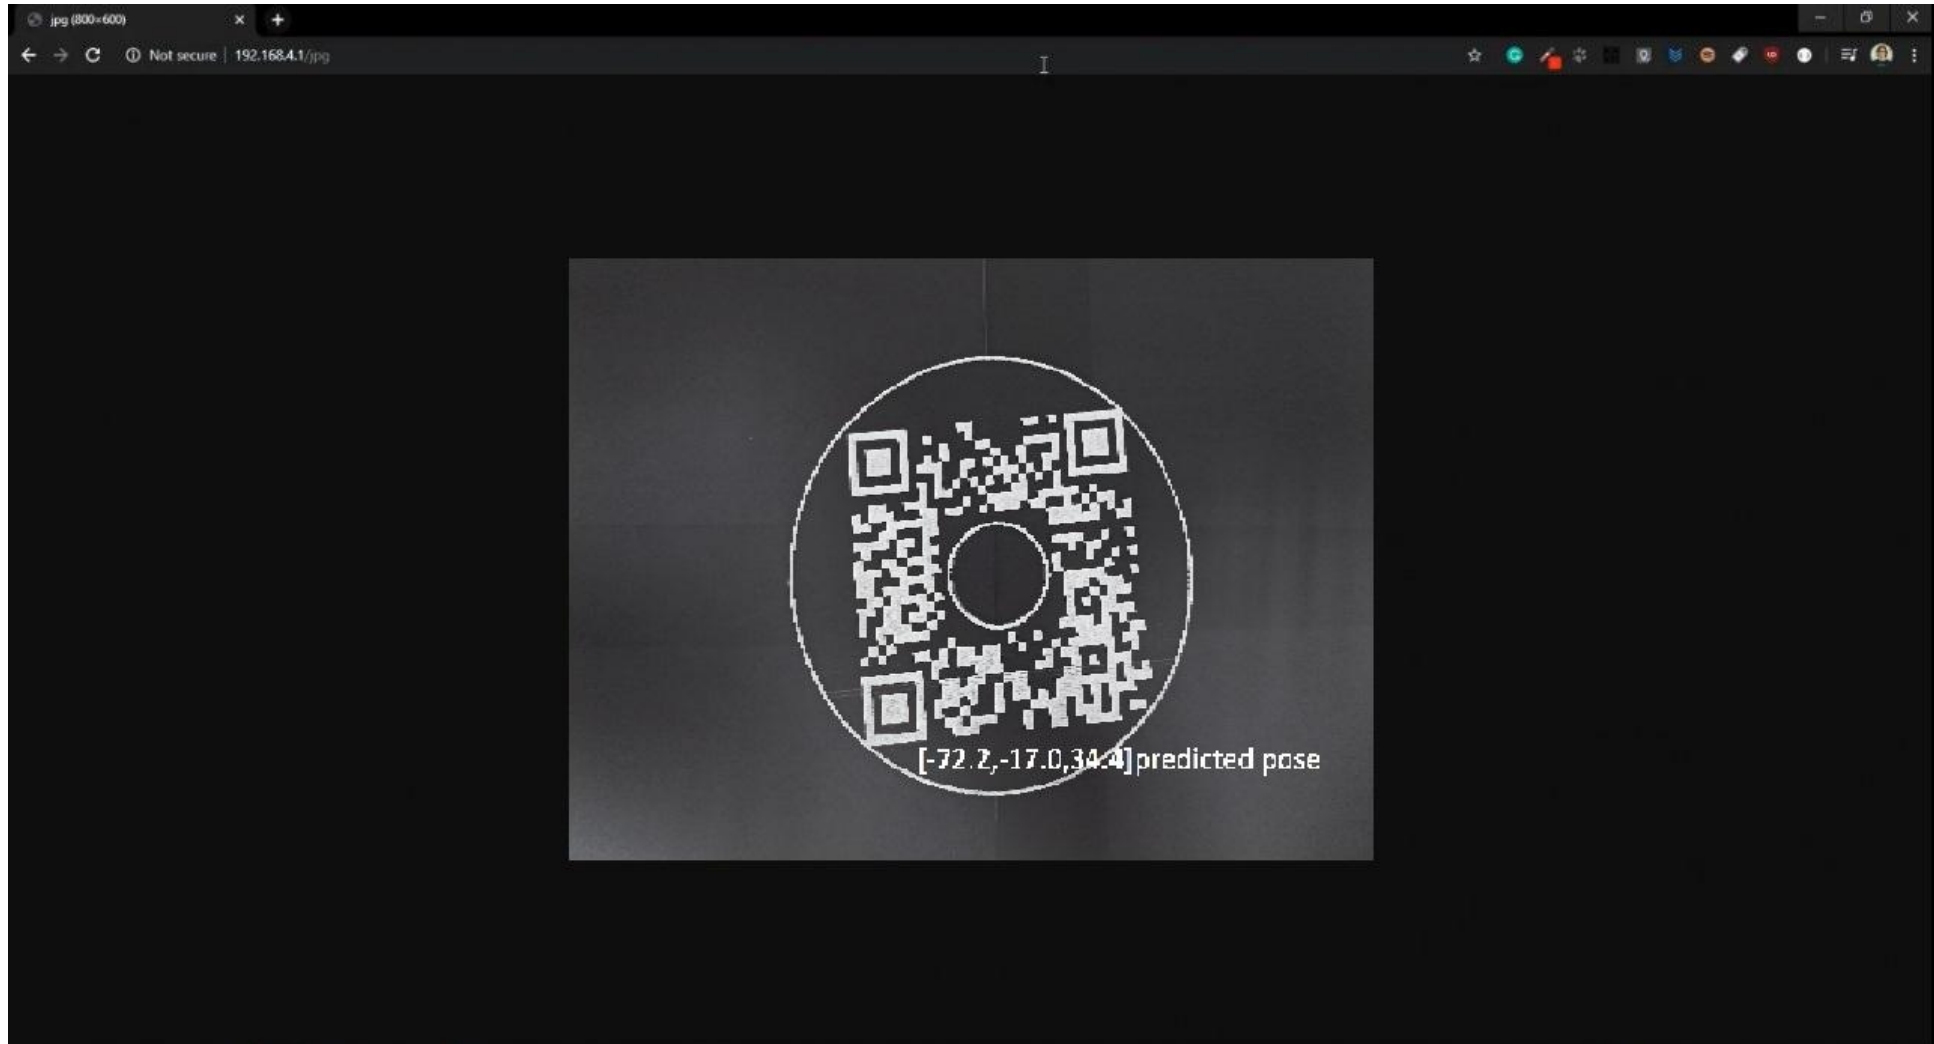 jpg (800×600)
Not secure | 192.168.4.1/jpg
[-72.2,-17.0,34.4]predicted pose